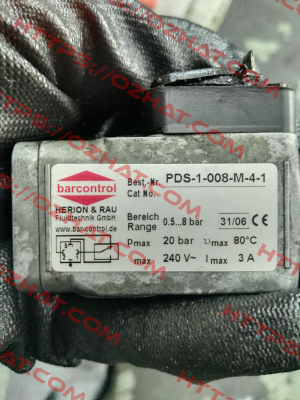 barcontrol
HERION & RAU
Fluidtechnik GmbH
www.bar-control.de
Best.-Nr. PDS-1-008-M-4-1
Cat No.
Bereich
Range 0.5...8 bar 31/06 CE
Pmax 20 bar υmax 80°C
Umax 240 V~ Imax 3 A
HTTPS://OZHAT.COM